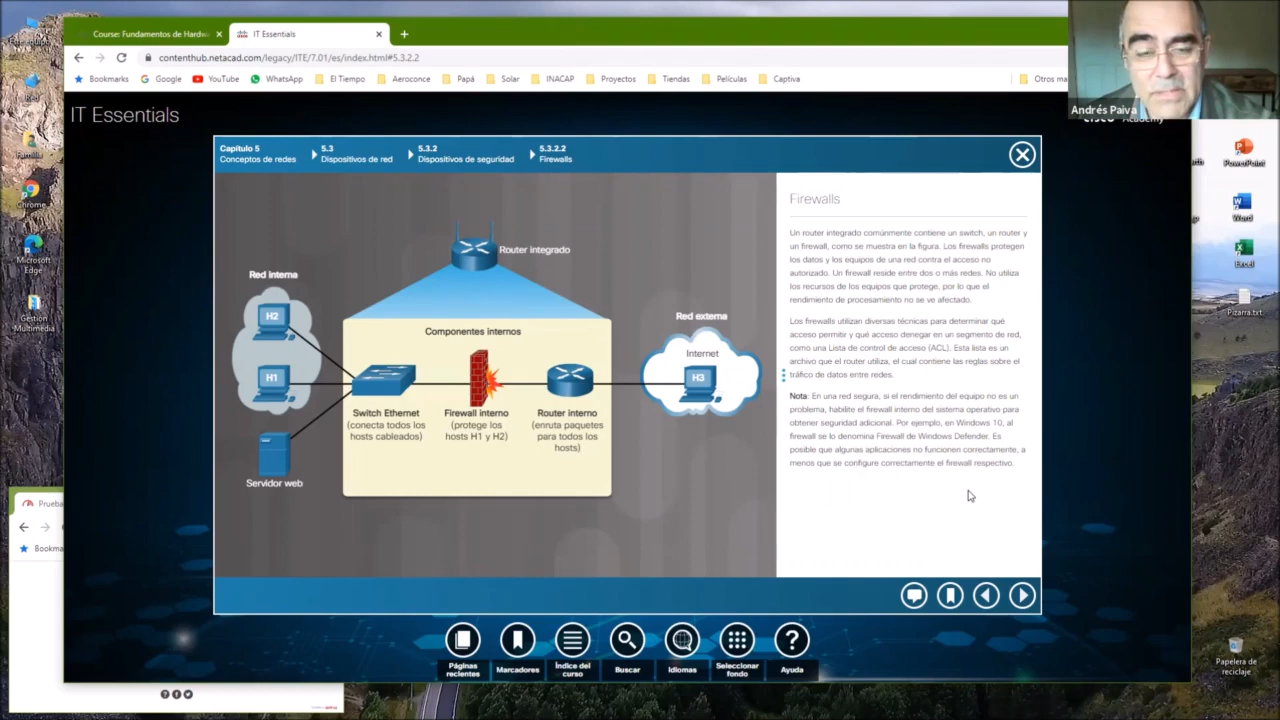 Course: Fundamentos de Hardw
IT Essentials
contenthub.netacad.com/legacy/ITE/7.01/es/index.html#5.3.2.2
Bookmarks
Google
YouTube
WhatsApp
El Tiempo
Aeroconce
Papá
Solar
INACAP
Proyectos
Tiendas
Películas
Captiva
Otros ma
Andrés Paiva
IT Essentials
Academy
Capítulo 5
Conceptos de redes
5.3
Dispositivos de red
5.3.2
Dispositivos de seguridad
5.3.2.2
Firewalls
Router integrado
Red interna
H2
H1
Servidor web
Componentes internos
Switch Ethernet
(conecta todos los
hosts cableados)
Firewall interno
(protege los
hosts H1 y H2)
Router interno
(enruta paquetes
para todos los
hosts)
Red externa
Internet
H3
Firewalls
Un router integrado comúnmente contiene un switch, un router y
un firewall, como se muestra en la figura. Los firewalls protegen
los datos y los equipos de una red contra el acceso no
autorizado. Un firewall reside entre dos o más redes. No utiliza
los recursos de los equipos que protege, por lo que el
rendimiento de procesamiento no se ve afectado.
Los firewalls utilizan diversas técnicas para determinar qué
acceso permitir y qué acceso denegar en un segmento de red,
como una Lista de control de acceso (ACL). Esta lista es un
archivo que el router utiliza, el cual contiene las reglas sobre el
tráfico de datos entre redes.
Nota: En una red segura, si el rendimiento del equipo no es un
problema, habilite el firewall interno del sistema operativo para
obtener seguridad adicional. Por ejemplo, en Windows 10, al
firewall se lo denomina Firewall de Windows Defender. Es
posible que algunas aplicaciones no funcionen correctamente, a
menos que se configure correctamente el firewall respectivo.
Páginas
recientes
Marcadores
Índice del
curso
Buscar
Idiomas
Seleccionar
fondo
Ayuda
Red
Familia
Chrome
Microsoft
Edge
Gestión
Multimedia
Prueba
Bookma
PowerPoint
Word
Excel
Pizarra.txt
Papelera de
reciclaje